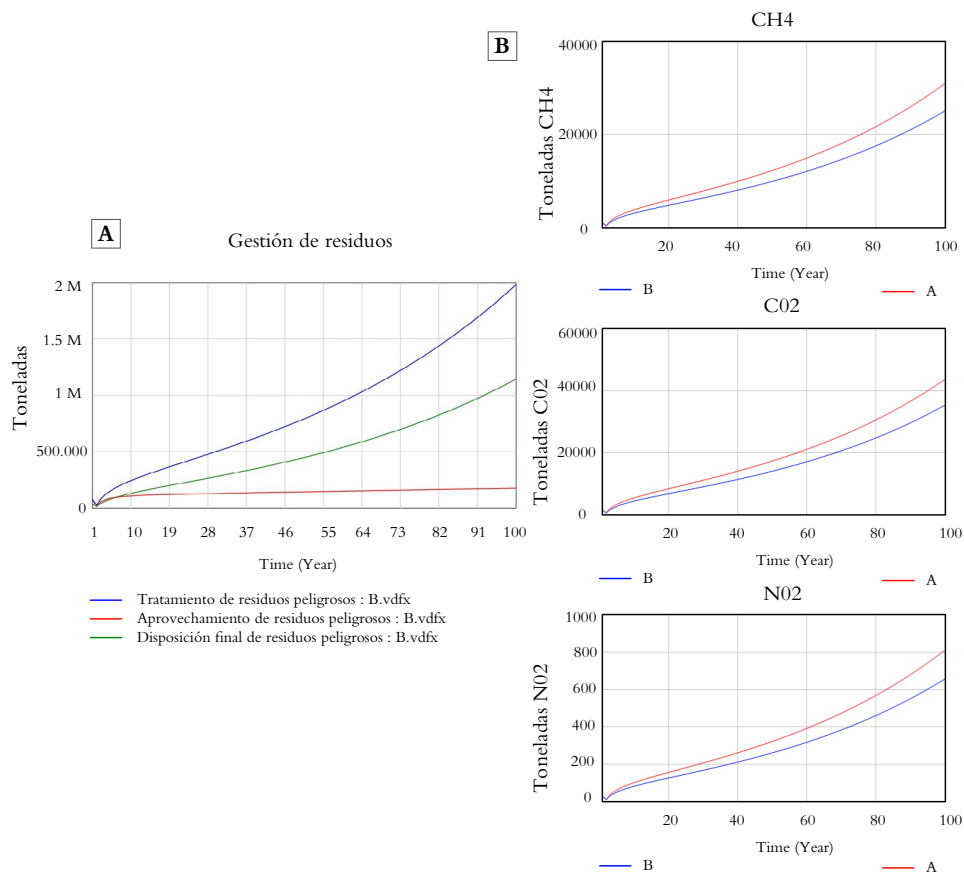 A
Gestión de residuos
Toneladas
2 M
1.5 M
1 M
500.000
0
1 10 19 28 37 46 55 64 73 82 91 100
Time (Year)
Tratamiento de residuos peligrosos : B.vdfx
Aprovechamiento de residuos peligrosos : B.vdfx
Disposición final de residuos peligrosos : B.vdfx
B
CH4
Toneladas CH4
40000
20000
0
20 40 60 80 100
Time (Year)
B A
C02
Toneladas C02
60000
40000
20000
0
20 40 60 80 100
Time (Year)
B A
N02
Toneladas N02
1000
800
600
400
200
0
20 40 60 80 100
Time (Year)
B A